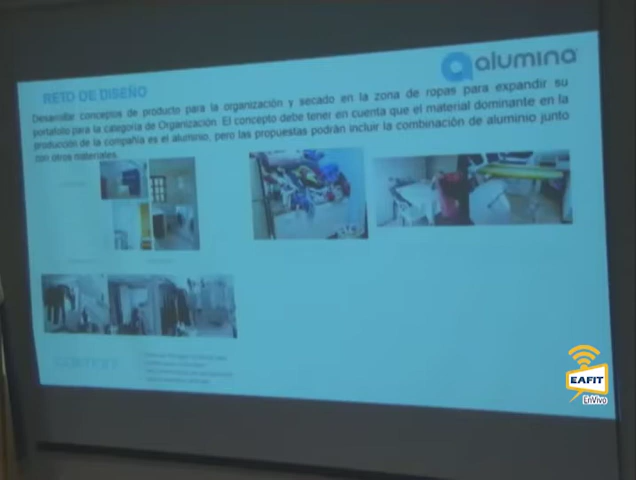 alumina
RETO DE DISEÑO
Desarrollar conceptos de producto para la organización y secado en la zona de ropas para expandir su
portafolio para la categoría de Organización. El concepto debe tener en cuenta que el material dominante en la
producción de la compañía es el aluminio, pero las propuestas podrán incluir la combinación de aluminio junto
con otros materiales.
EAFIT
EnVivo